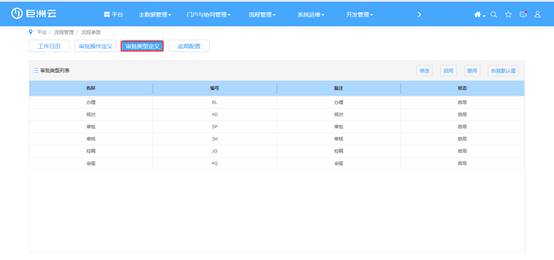 巨洲云 平台 主数据管理 门户与协同管理 流程管理 系统运维 开发管理
平台 / 流程管理 / 流程参数
工作日历 审批操作定义 审批类型定义 逾期配置
审批类型列表 修改 启用 禁用 恢复默认值
名称 编号 备注 状态
办理 BL 办理 启用
核对 HD 核对 启用
审批 SP 审批 启用
审核 SH 审核 启用
校稿 JG 校稿 启用
会签 HQ 会签 启用